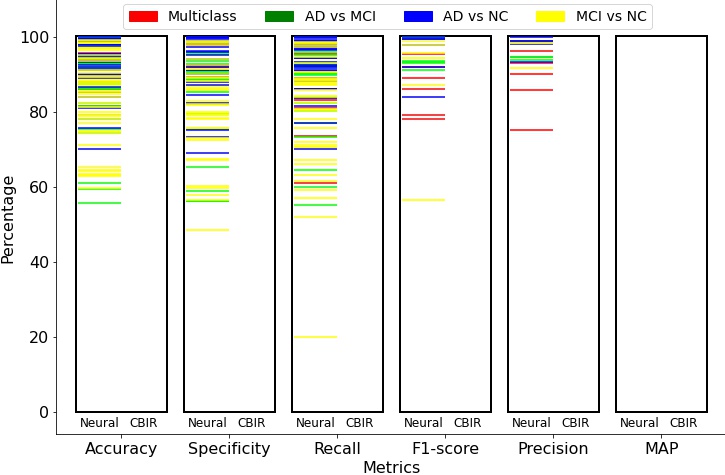 Multiclass AD vs MCI AD vs NC MCI vs NC
100
80
60
40
20
0
Percentage
Neural CBIR Neural CBIR Neural CBIR Neural CBIR Neural CBIR Neural CBIR
Accuracy Specificity Recall F1-score Precision MAP
Metrics